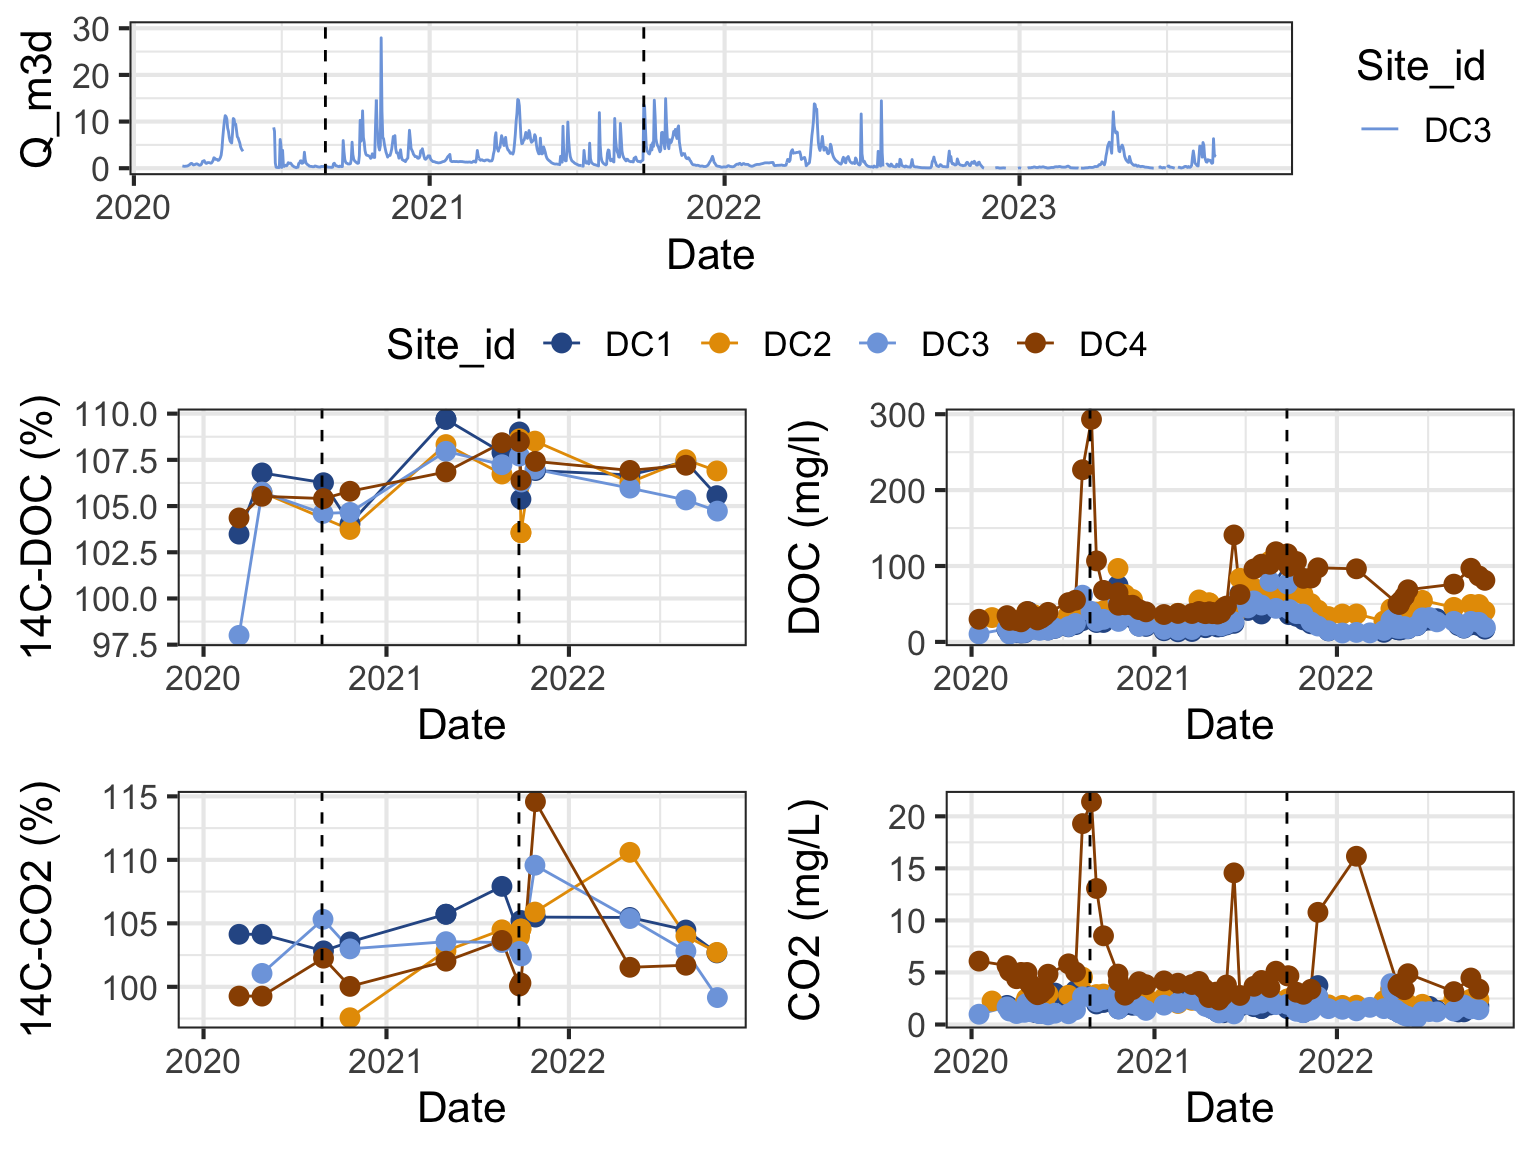 Q_m3d
30
20
10
0
2020 2021 2022 2023
Date
Site_id
DC3
Site_id DC1 DC2 DC3 DC4
14C-DOC (%)
110.0
107.5
105.0
102.5
100.0
97.5
2020 2021 2022
Date
DOC (mg/l)
300
200
100
0
2020 2021 2022
Date
14C-CO2 (%)
115
110
105
100
2020 2021 2022
Date
CO2 (mg/L)
20
15
10
5
0
2020 2021 2022
Date